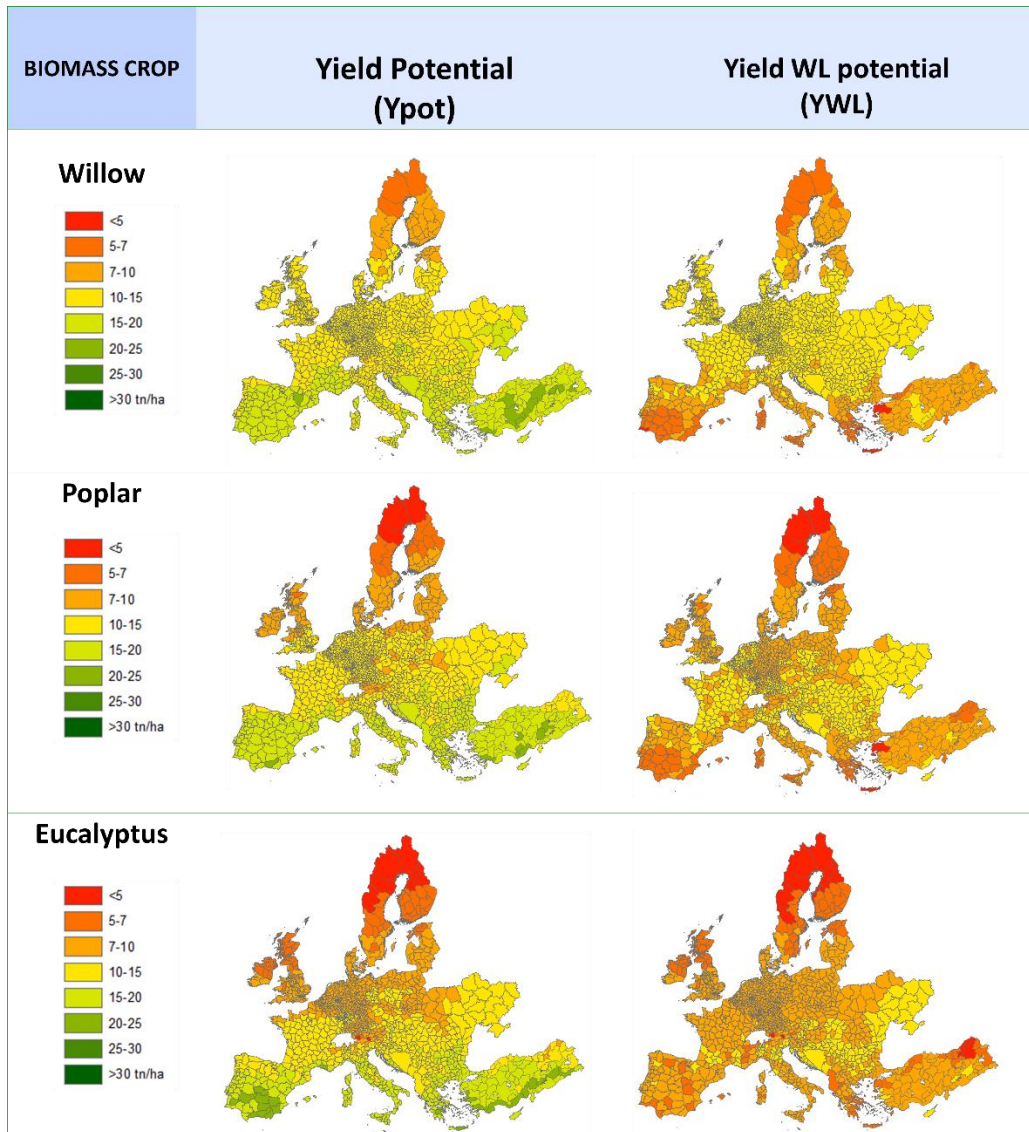 BIOMASS CROP
Yield Potential
(Ypot)
Yield WL potential
(YWL)
Willow
<5
5-7
7-10
10-15
15-20
20-25
25-30
>30 tn/ha
Poplar
<5
5-7
7-10
10-15
15-20
20-25
25-30
>30 tn/ha
Eucalyptus
<5
5-7
7-10
10-15
15-20
20-25
25-30
>30 tn/ha